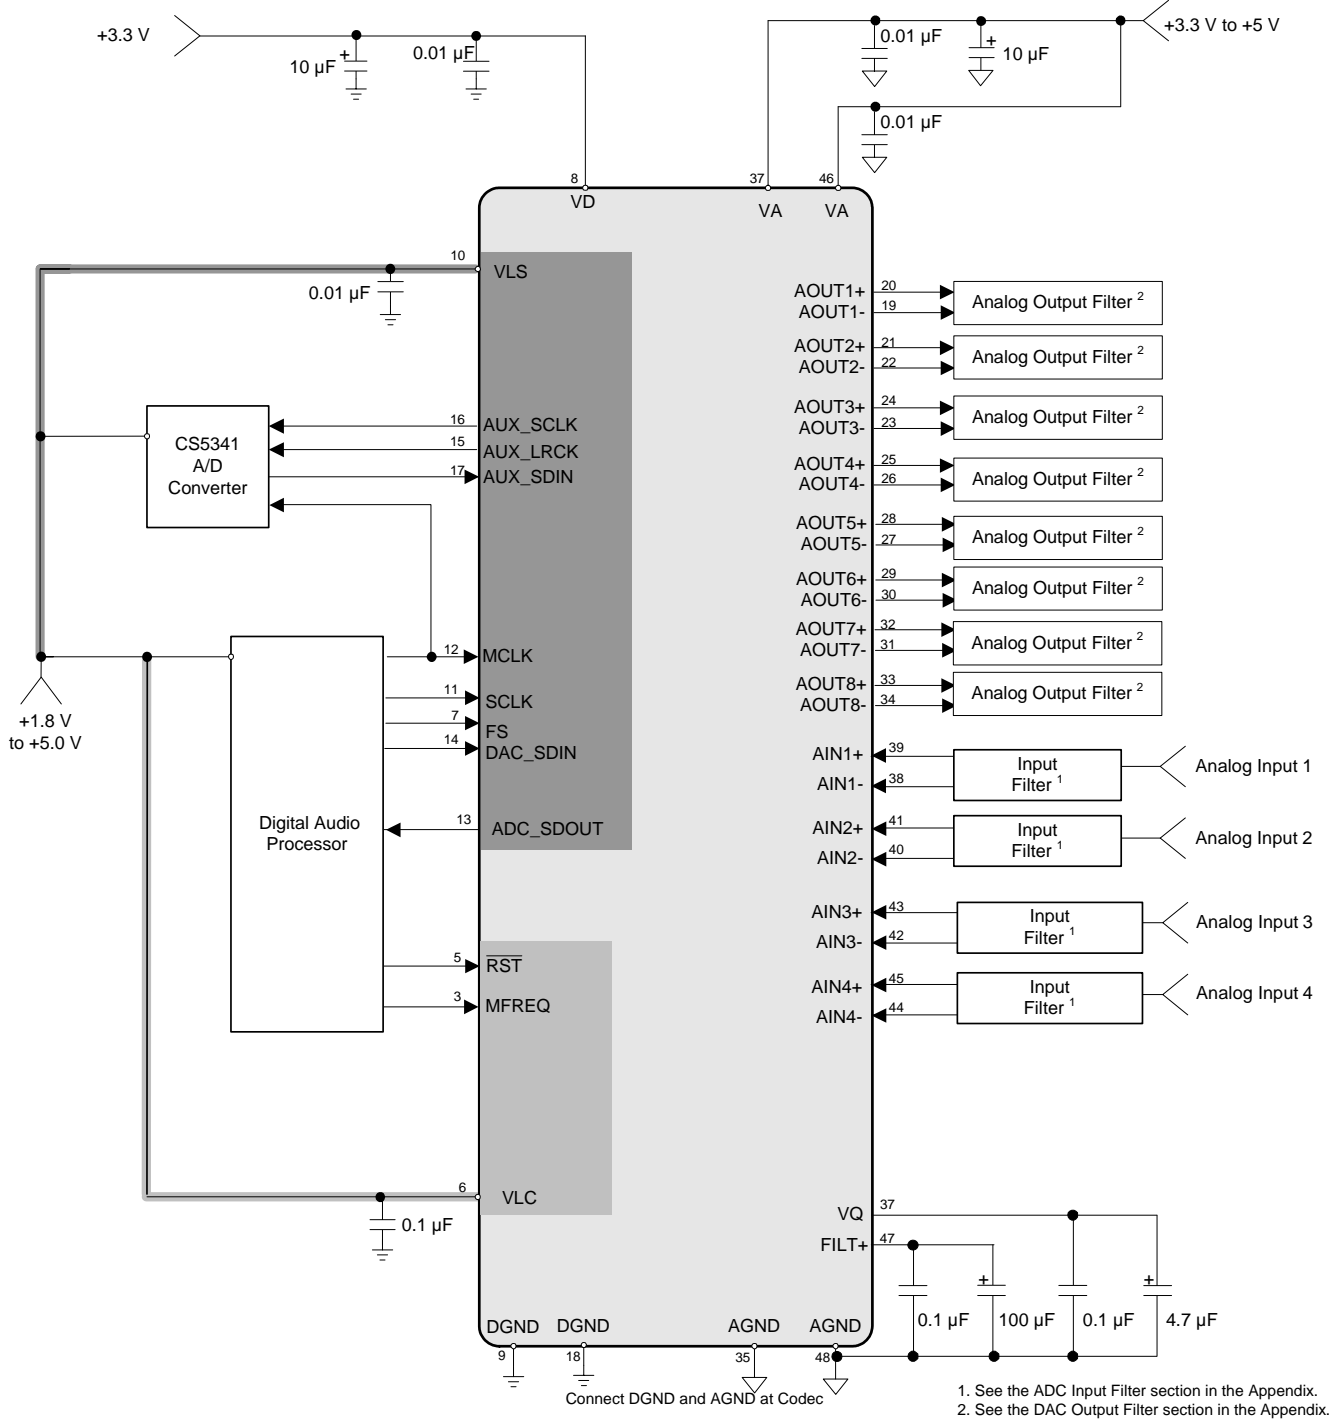 +3.3 V
10 µF
+
0.01 µF
0.01 µF
+
10 µF
+3.3 V to +5 V
0.01 µF
8
VD
37
VA
46
VA
10
VLS
0.01 µF
AOUT1+ 20
AOUT1- 19
Analog Output Filter 2
AOUT2+ 21
AOUT2- 22
Analog Output Filter 2
AOUT3+ 24
AOUT3- 23
Analog Output Filter 2
AOUT4+ 25
AOUT4- 26
Analog Output Filter 2
AOUT5+ 28
AOUT5- 27
Analog Output Filter 2
AOUT6+ 29
AOUT6- 30
Analog Output Filter 2
AOUT7+ 32
AOUT7- 31
Analog Output Filter 2
AOUT8+ 33
AOUT8- 34
Analog Output Filter 2
CS5341
A/D
Converter
16 AUX_SCLK
15 AUX_LRCK
17 AUX_SDIN
12 MCLK
11 SCLK
7 FS
14 DAC_SDIN
13 ADC_SDOUT
+1.8 V
to +5.0 V
Digital Audio
Processor
5 RST
3 MFREQ
6 VLC
0.1 µF
AIN1+ 39
AIN1- 38
Input
Filter 1
Analog Input 1
AIN2+ 41
AIN2- 40
Input
Filter 1
Analog Input 2
AIN3+ 43
AIN3- 42
Input
Filter 1
Analog Input 3
AIN4+ 45
AIN4- 44
Input
Filter 1
Analog Input 4
VQ 37
FILT+ 47
+
+
0.1 µF
100 µF
0.1 µF
4.7 µF
DGND
DGND
AGND
AGND
9
18
35
48
Connect DGND and AGND at Codec
1. See the ADC Input Filter section in the Appendix.
2. See the DAC Output Filter section in the Appendix.